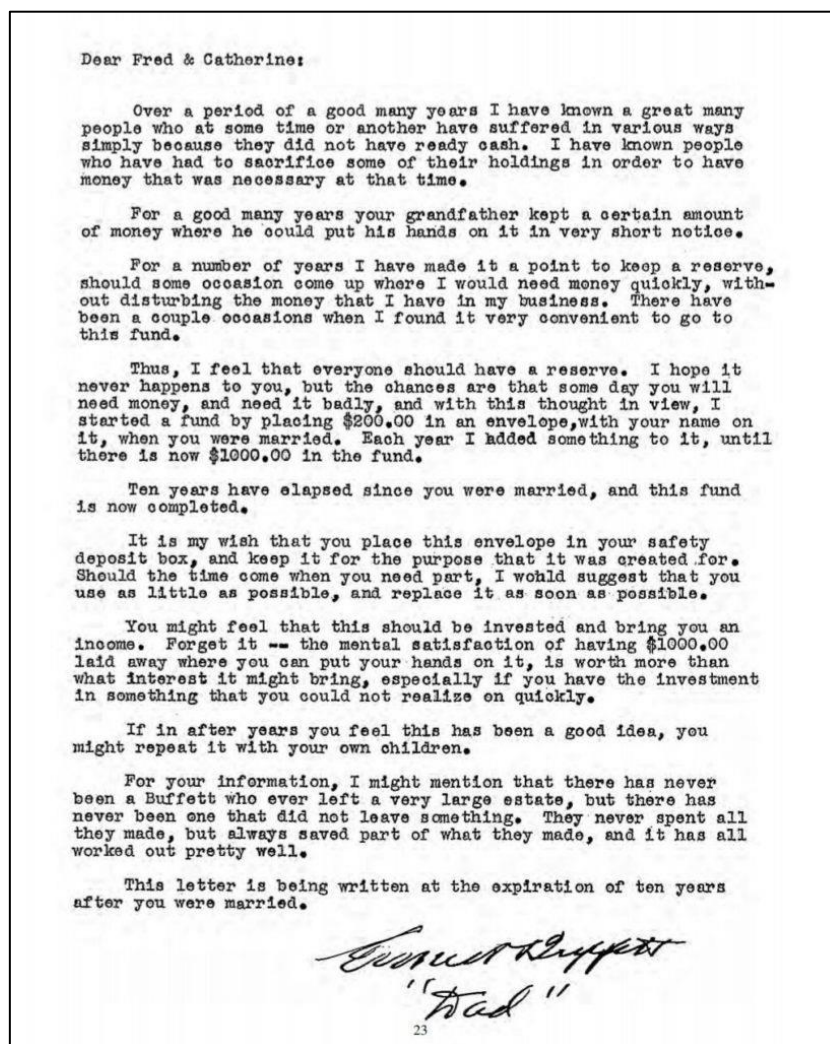 Dear Fred & Catherine:
Over a period of a good many years I have known a great many
people who at some time or another have suffered in various ways
simply because they did not have ready cash. I have known people
who have had to sacrifice some of their holdings in order to have
money that was necessary at that time.
For a good many years your grandfather kept a certain amount
of money where he could put his hands on it in very short notice.
For a number of years I have made it a point to keep a reserve,
should some occasion come up where I would need money quickly, with-
out disturbing the money that I have in my business. There have
been a couple occasions when I found it very convenient to go to
this fund.
Thus, I feel that everyone should have a reserve. I hope it
never happens to you, but the chances are that some day you will
need money, and need it badly, and with this thought in view, I
started a fund by placing $200.00 in an envelope,with your name on
it, when you were married. Each year I added something to it, until
there is now $1000.00 in the fund.
Ten years have elapsed since you were married, and this fund
is now completed.
It is my wish that you place this envelope in your safety
deposit box, and keep it for the purpose that it was created for.
Should the time come when you need part, I would suggest that you
use as little as possible, and replace it as soon as possible.
You might feel that this should be invested and bring you an
income. Forget it -- the mental satisfaction of having $1000.00
laid away where you can put your hands on it, is worth more than
what interest it might bring, especially if you have the investment
in something that you could not realize on quickly.
If in after years you feel this has been a good idea, you
might repeat it with your own children.
For your information, I might mention that there has never
been a Buffett who ever left a very large estate, but there has
never been one that did not leave something. They never spent all
they made, but always saved part of what they made, and it has all
worked out pretty well.
This letter is being written at the expiration of ten years
after you were married.
Ernest Buffett
"Dad"
23